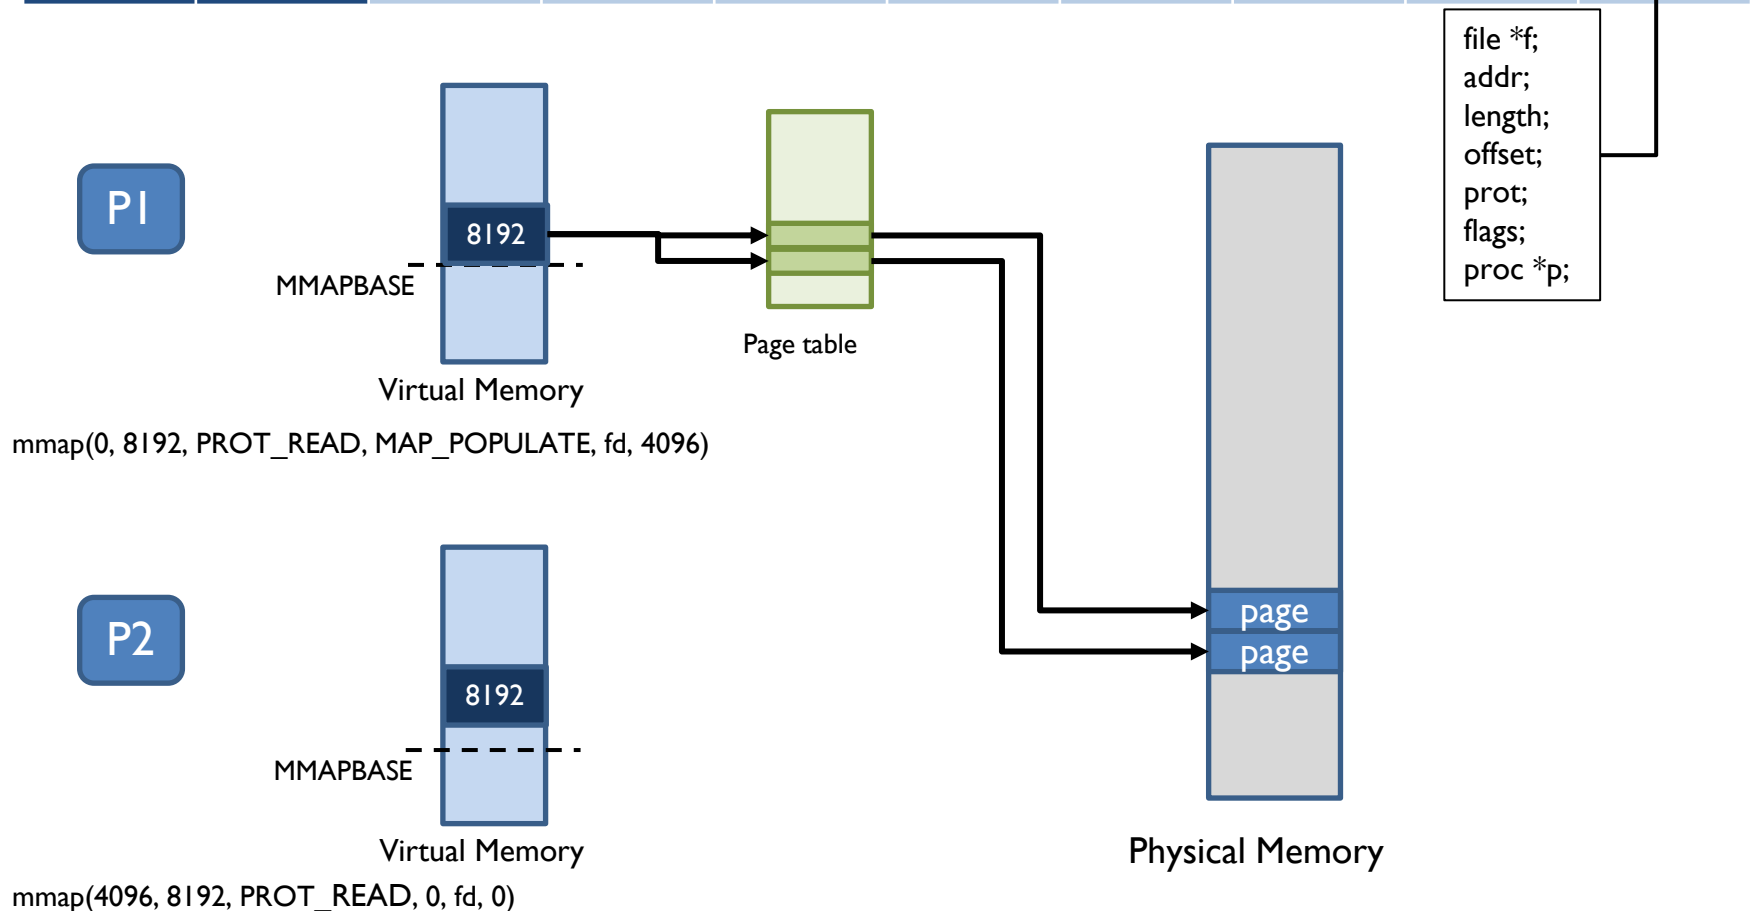 file *f;
addr;
length;
offset;
prot;
flags;
proc *p;
P1
8192
MMAPBASE
Page table
Virtual Memory
mmap(0, 8192, PROT_READ, MAP_POPULATE, fd, 4096)
page
page
P2
8192
MMAPBASE
Virtual Memory
Physical Memory
mmap(4096, 8192, PROT_READ, 0, fd, 0)